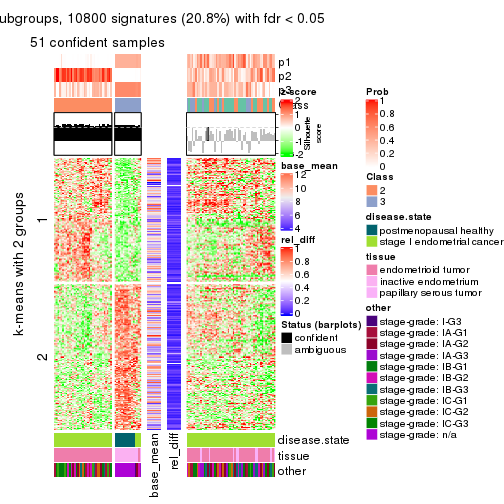 ubgroups, 10800 signatures (20.8%) with fdr < 0.05
51 confident samples
p1
p2
p3
z-score
2
1
0
-1
-2
Silhouette
score
Prob
1
0.8
0.6
0.4
0.2
0
Class
2
3
base_mean
12
10
8
6
4
rel_diff
1
0.8
0.6
0.4
0.2
0
Status (barplots)
confident
ambiguous
disease.state
postmenopausal healthy
stage I endometrial cancer
tissue
endometrioid tumor
inactive endometrium
papillary serous tumor
other
stage-grade: I-G3
stage-grade: IA-G1
stage-grade: IA-G2
stage-grade: IA-G3
stage-grade: IB-G1
stage-grade: IB-G2
stage-grade: IB-G3
stage-grade: IC-G1
stage-grade: IC-G2
stage-grade: IC-G3
stage-grade: n/a
k-means with 2 groups
1
2
disease.state
tissue
other
base_mean
rel_diff